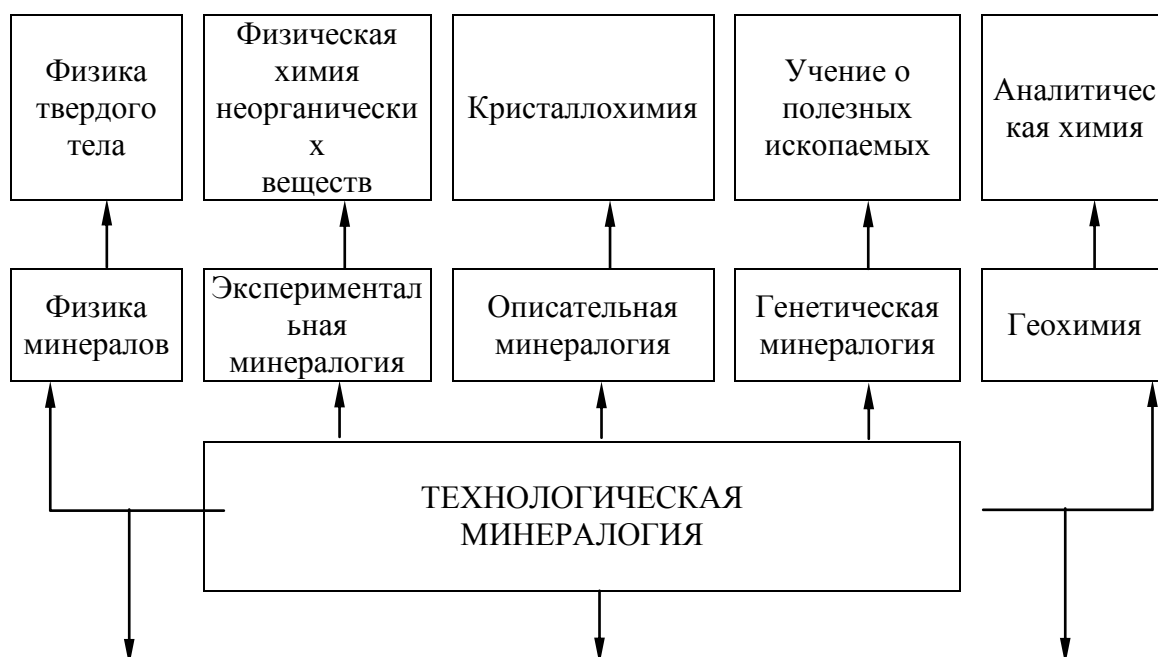 Физика
твердого
тела
Физическая
химия
неорганически
х
веществ
Кристаллохимия
Учение о
полезных
ископаемых
Аналитичес
кая химия
Физика
минералов
Эксперименталь
ьная
минералогия
Описательная
минералогия
Генетическая
минералогия
Геохимия
ТЕХНОЛОГИЧЕСКАЯ
МИНЕРАЛОГИЯ